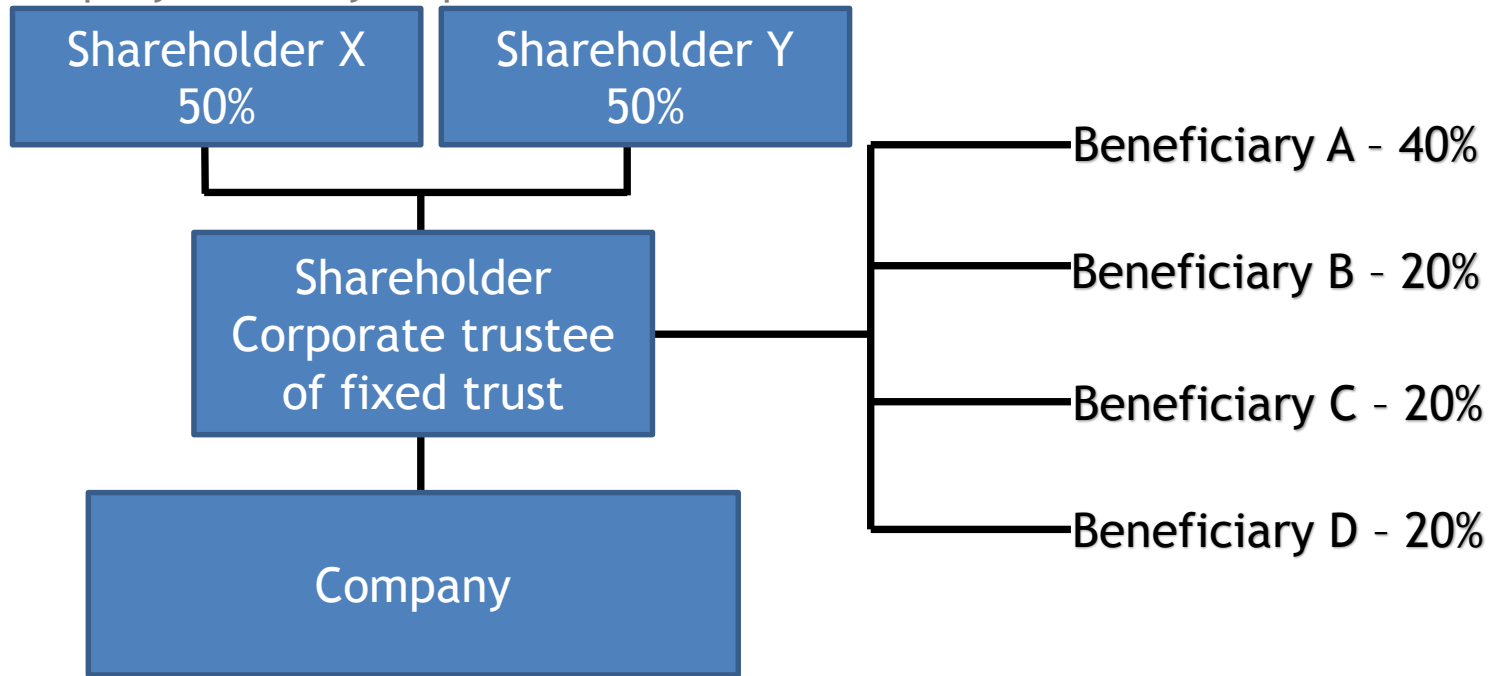 Shareholder X
50%
Shareholder Y
50%
Beneficiary A – 40%
Beneficiary B – 20%
Shareholder
Corporate trustee
of fixed trust
Beneficiary C – 20%
Beneficiary D – 20%
Company